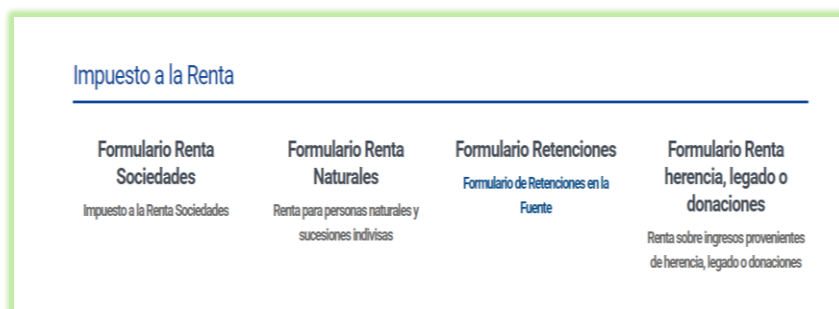 Impuesto a la Renta
Formulario Renta
Sociedades
Impuesto a la Renta Sociedades
Formulario Renta
Naturales
Renta para personas naturales y
sucesiones indivisas
Formulario Retenciones
Formulario de Retenciones en la
Fuente
Formulario Renta
herencia, legado o
donaciones
Renta sobre ingresos provenientes
de herencia, legado o donaciones